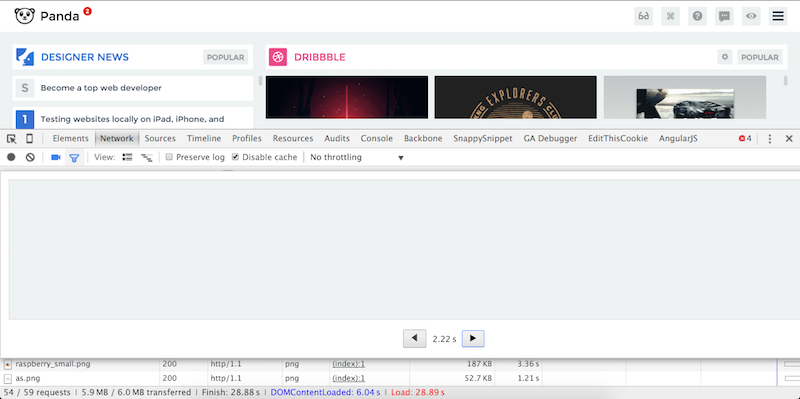 Panda 2
DESIGNER NEWS POPULAR DRIBBBLE POPULAR
S Become a top web developer
1 Testing websites locally on iPad, iPhone, and
EXPLORERS
Elements Network Sources Timeline Profiles Resources Audits Console Backbone SnappySnippet GA Debugger EditThisCookie AngularJS 4
View: Preserve log Disable cache No throttling
2.22 s
raspberry_small.png 200 http/1.1 png (index):1 187 KB 3.36 s
as.png 200 http/1.1 png (index):1 52.7 KB 1.21 s
54 / 59 requests | 5.9 MB / 6.0 MB transferred | Finish: 28.88 s | DOMContentLoaded: 6.04 s | Load: 28.89 s